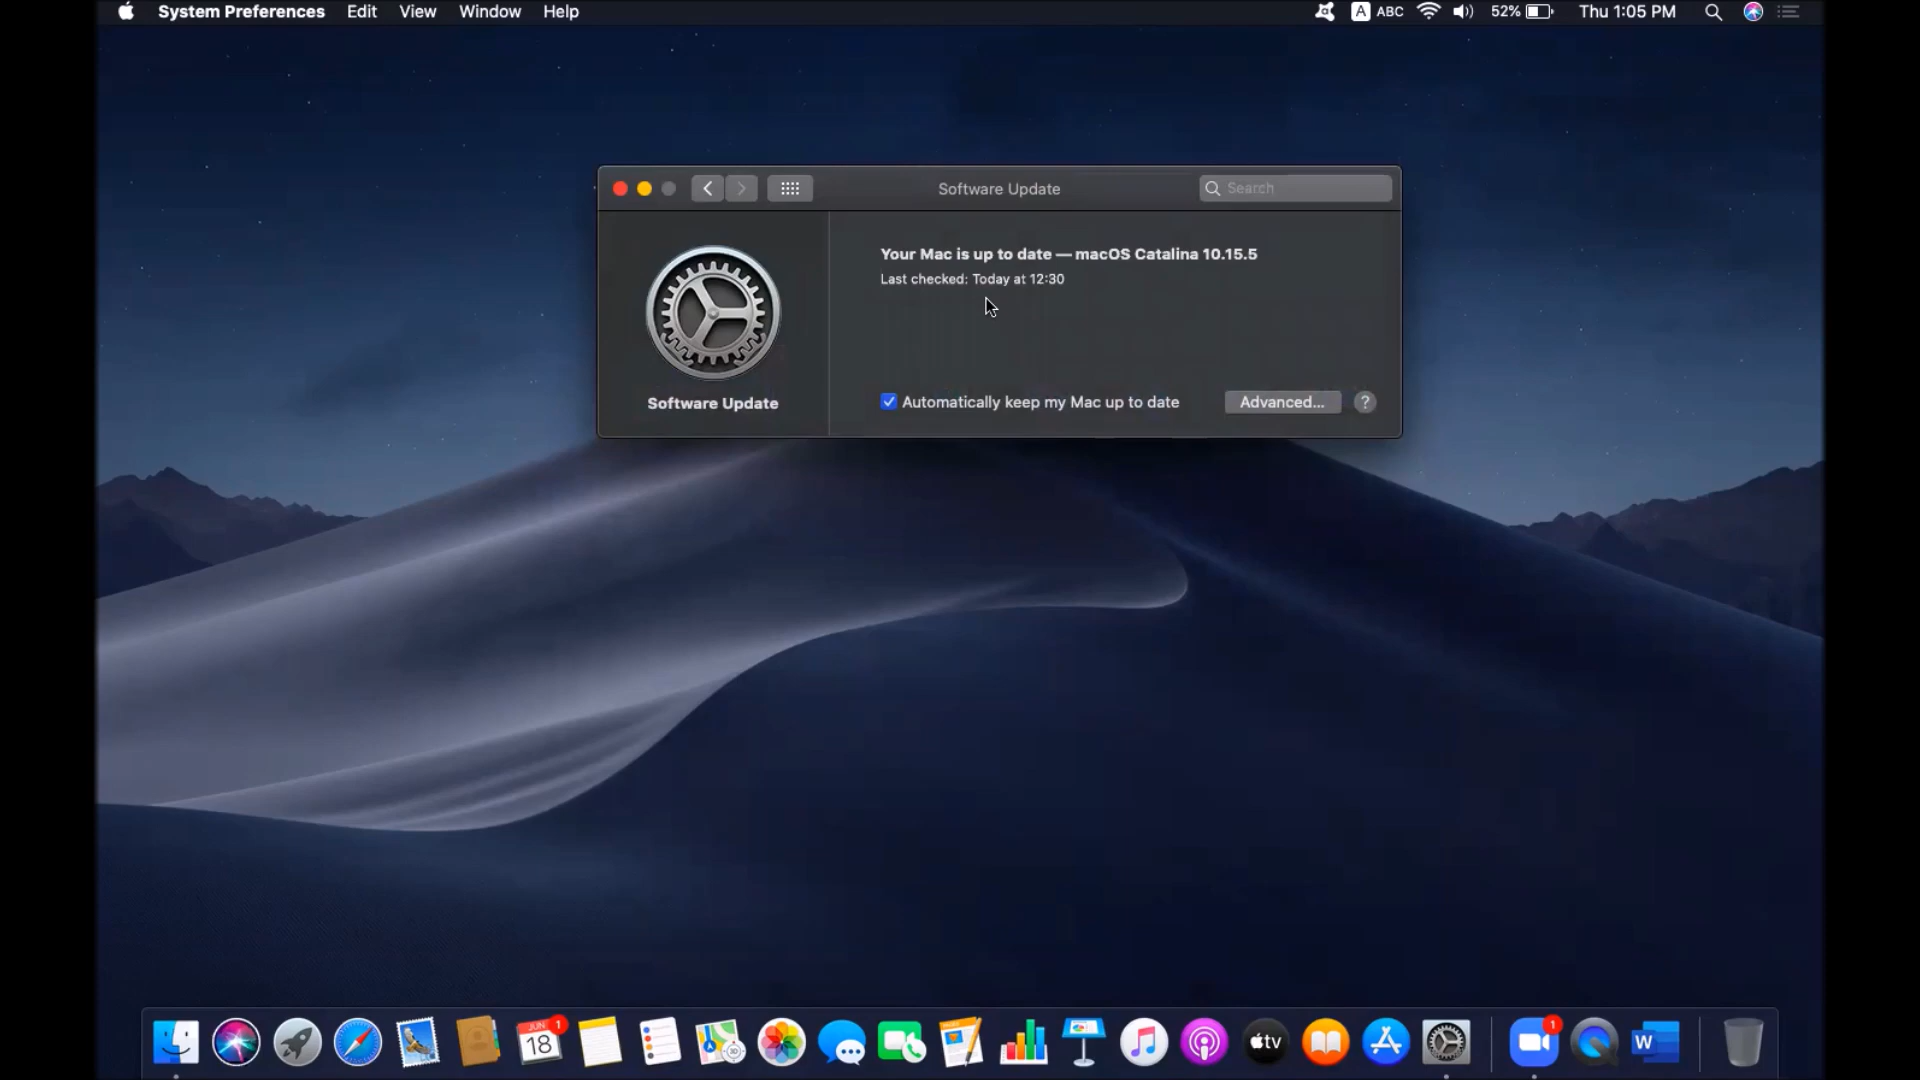 System Preferences Edit View Window Help
A ABC 52% Thu 1:05 PM
Software Update
Search
Your Mac is up to date — macOS Catalina 10.15.5
Last checked: Today at 12:30
Software Update
Automatically keep my Mac up to date
Advanced...
?
JUN
18
1
tv
1
W